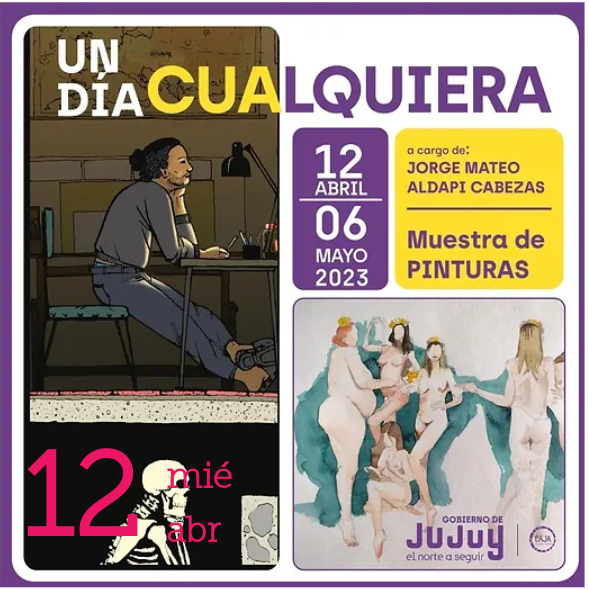 UN
DÍA CUALQUIERA
12
ABRIL
06
MAYO
2023
a cargo de:
JORGE MATEO
ALDAPI CABEZAS
Muestra de
PINTURAS
12 mié
abr
GOBIERNO DE
JUJUY
el norte a seguir